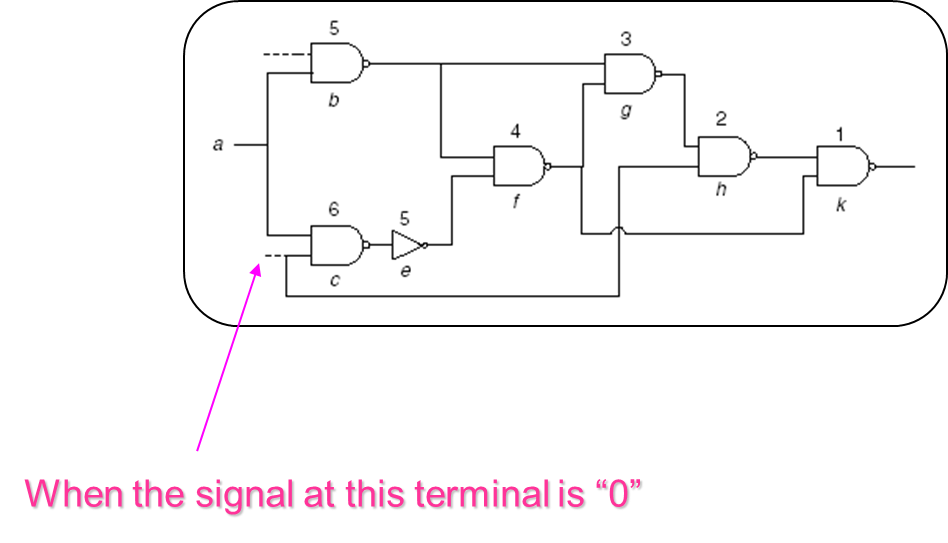 5
b
3
g
a
4
f
2
h
1
k
6
c
5
e
When the signal at this terminal is “0”